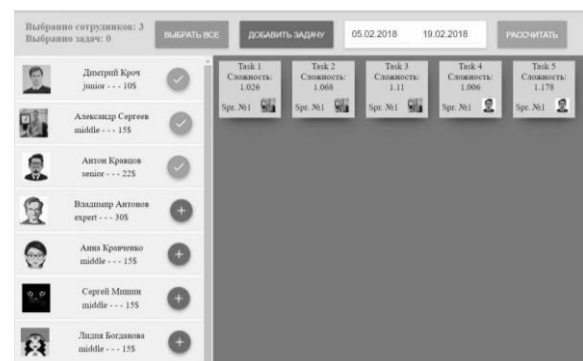 Выбранно сотрудников: 3
Выбранно задач: 0
ВЫБРАТЬ ВСЕ
ДОБАВИТЬ ЗАДАЧУ
05.02.2018 19.02.2018
РАССЧИТАТЬ
Дмитрий Кроч
junior - - - 10$
Александр Сергеев
middle - - - 15$
Антон Кравцов
senior - - - 22$
Владимир Антонов
expert - - - 30$
Анна Кравченко
middle - - - 15$
Сергей Мишин
middle - - - 15$
Лидия Богданова
middle - - - 15$
Task 1
Сложность:
1.026
Spr. №1
Task 2
Сложность:
1.068
Spr. №1
Task 3
Сложность:
1.11
Spr. №1
Task 4
Сложность:
1.006
Spr. №1
Task 5
Сложность:
1.178
Spr. №1